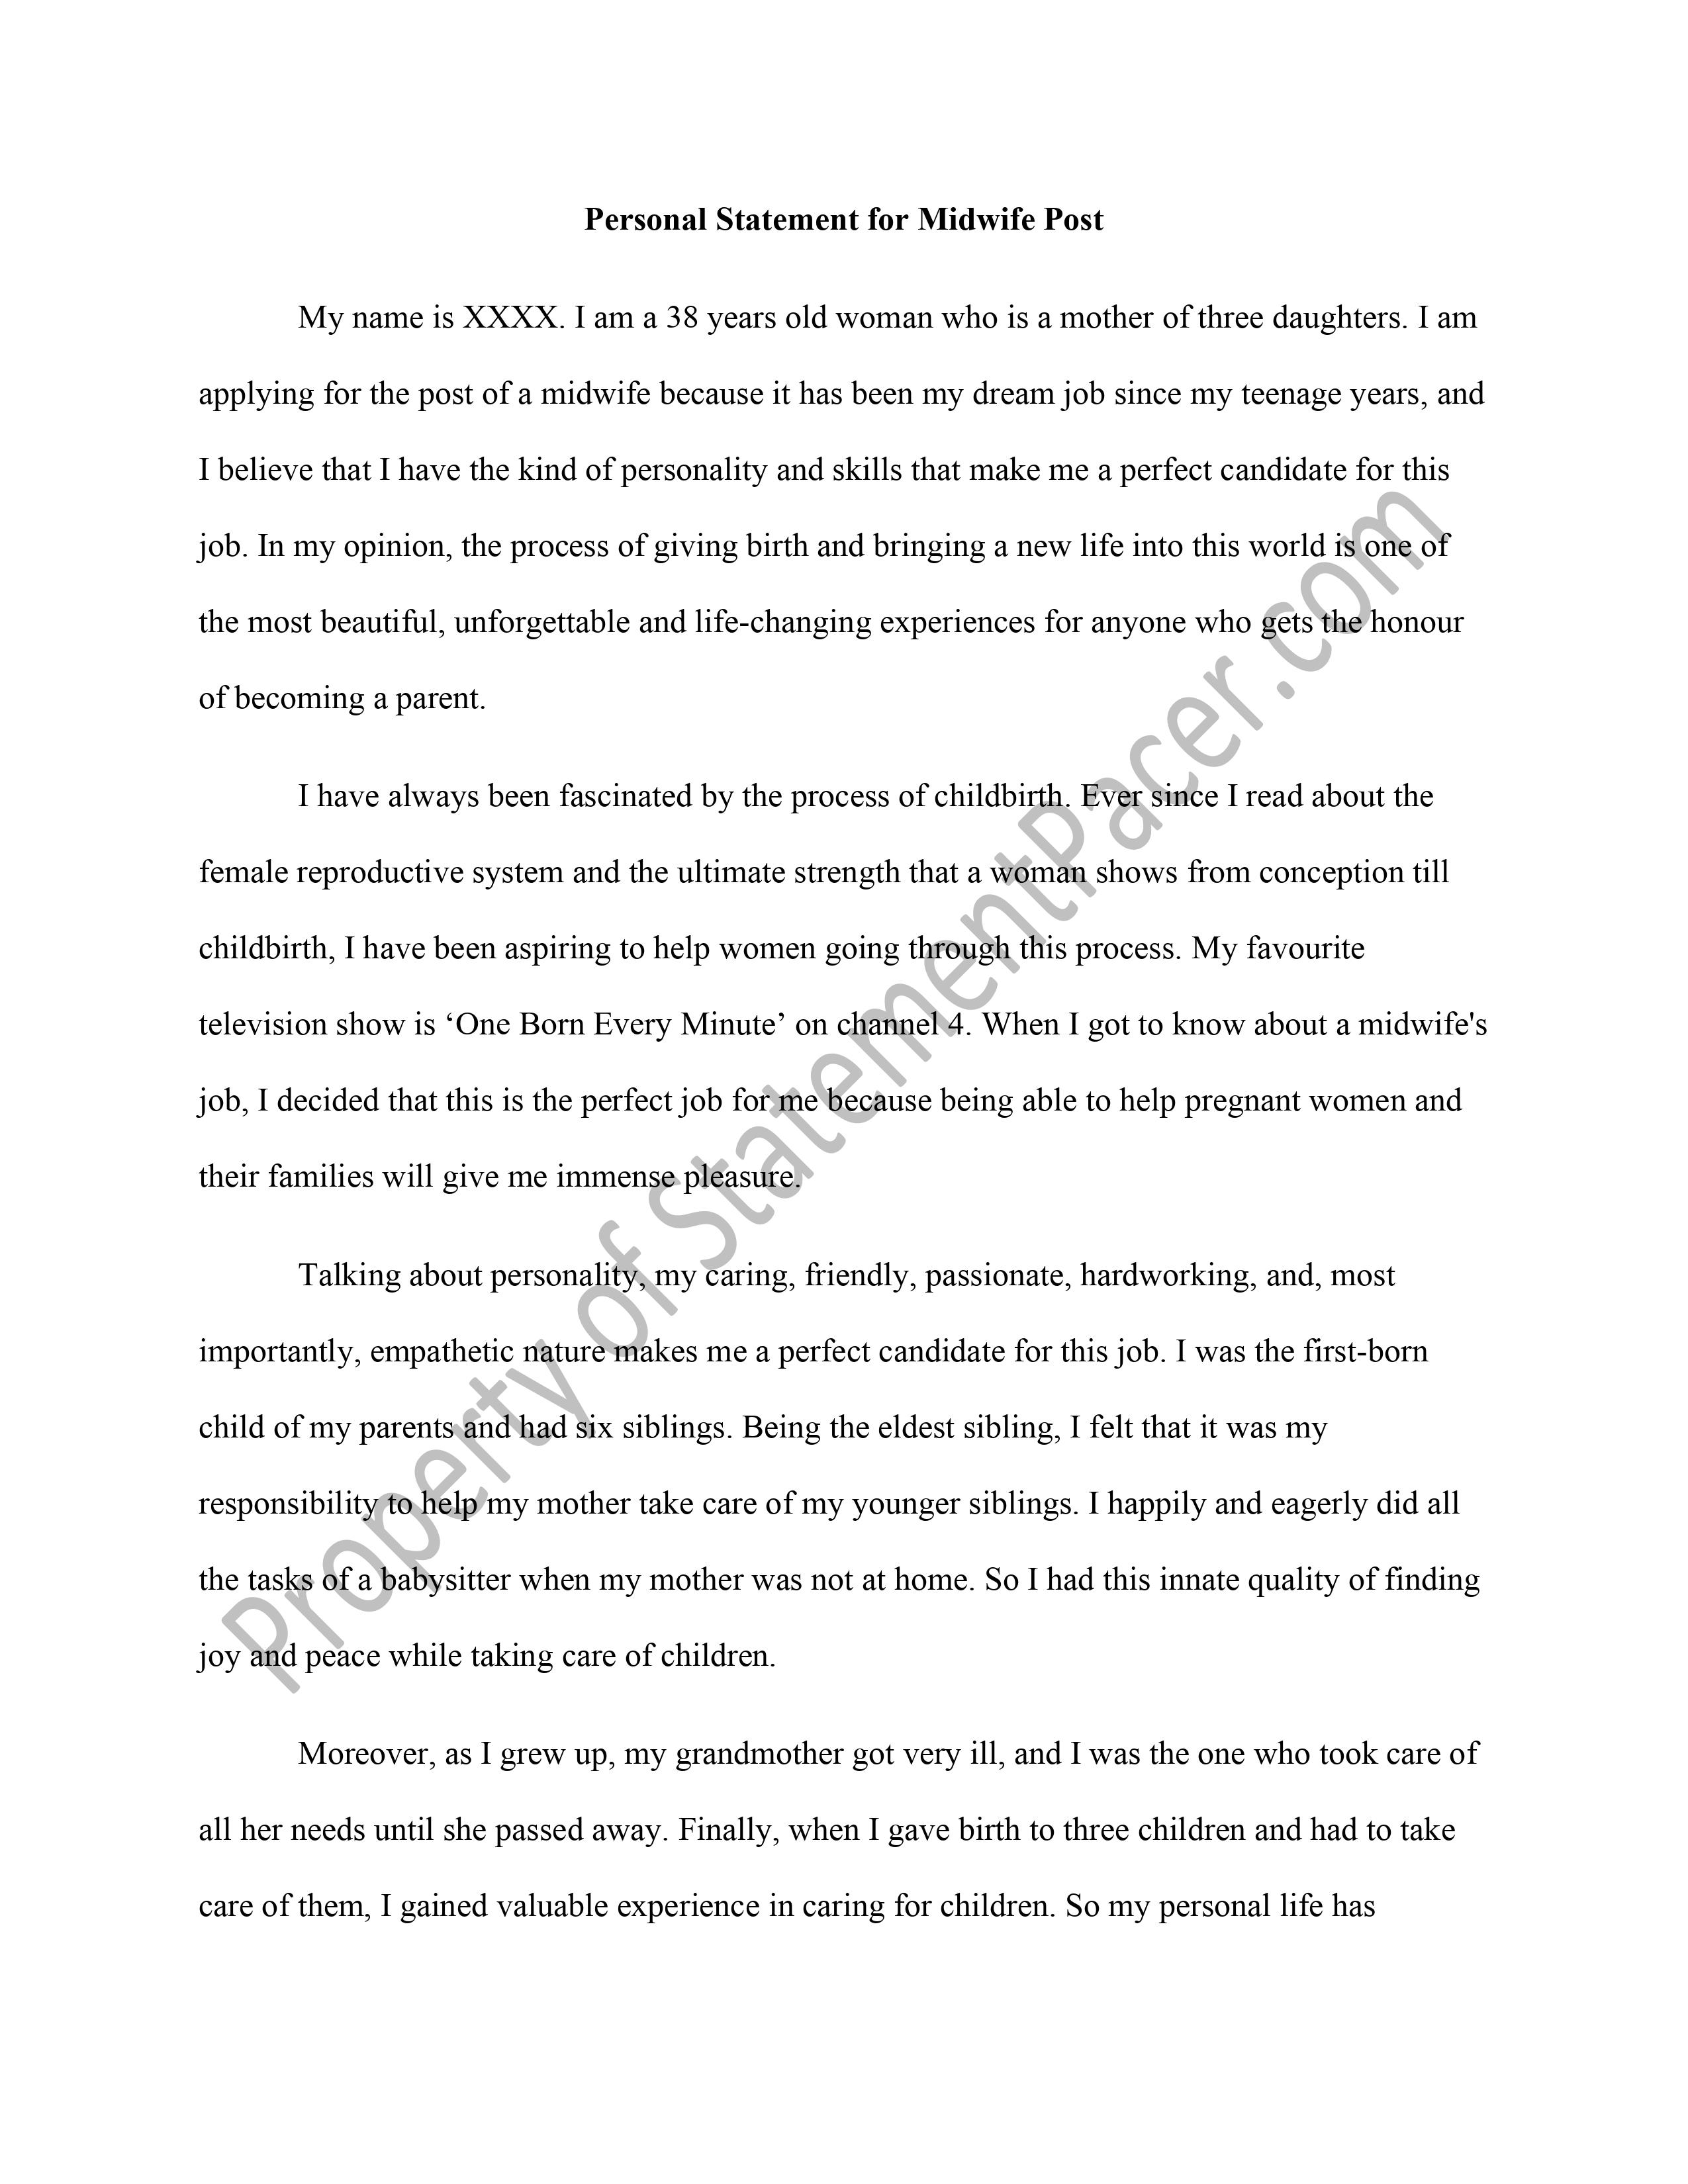 Personal Statement for Midwife Post
My name is XXXX. I am a 38 years old woman who is a mother of three daughters. I am
applying for the post of a midwife because it has been my dream job since my teenage years, and
I believe that I have the kind of personality and skills that make me a perfect candidate for this
job. In my opinion, the process of giving birth and bringing a new life into this world is one of
the most beautiful, unforgettable and life-changing experiences for anyone who gets the honour
of becoming a parent.
I have always been fascinated by the process of childbirth. Ever since I read about the
female reproductive system and the ultimate strength that a woman shows from conception till
childbirth, I have been aspiring to help women going through this process. My favourite
television show is ‘One Born Every Minute’ on channel 4. When I got to know about a midwife's
job, I decided that this is the perfect job for me because being able to help pregnant women and
their families will give me immense pleasure.
Talking about personality, my caring, friendly, passionate, hardworking, and, most
importantly, empathetic nature makes me a perfect candidate for this job. I was the first-born
child of my parents and had six siblings. Being the eldest sibling, I felt that it was my
responsibility to help my mother take care of my younger siblings. I happily and eagerly did all
the tasks of a babysitter when my mother was not at home. So I had this innate quality of finding
joy and peace while taking care of children.
Moreover, as I grew up, my grandmother got very ill, and I was the one who took care of
all her needs until she passed away. Finally, when I gave birth to three children and had to take
care of them, I gained valuable experience in caring for children. So my personal life has
Property of StatementPacer.com